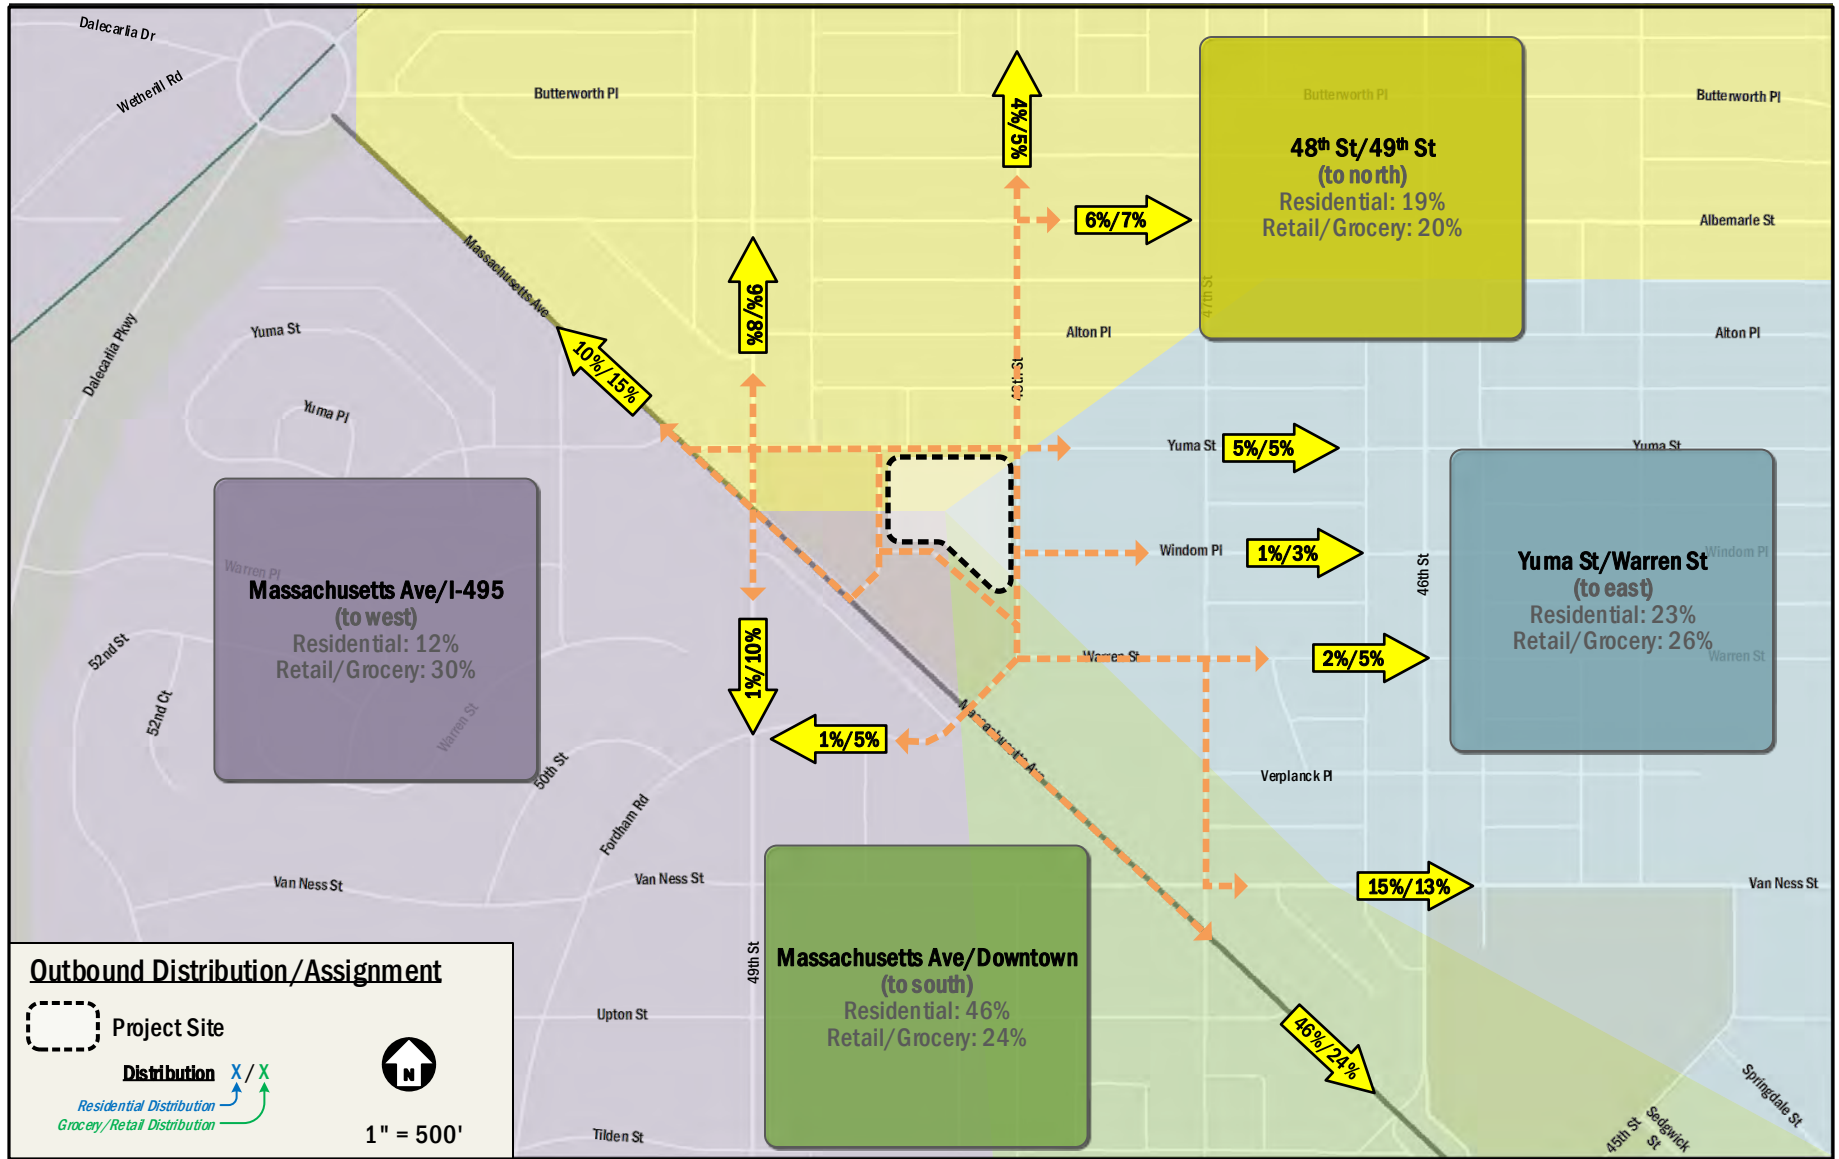 Dalecarlia Dr
Wetherill Rd
Butterworth Pl
Butterworth Pl
Butterworth Pl
4%/5%
48th St/49th St
(to north)
Residential: 19%
Retail/Grocery: 20%
6%/7%
Albemarle St
Massachusetts Ave
9%/8%
47th St
Dalecarlia Pkwy
Yuma St
Alton Pl
Alton Pl
10%/15%
48th St
Yuma Pl
Yuma St
5%/5%
Yuma St
Warren Pl
Windom Pl
1%/3%
46th St
Windom Pl
Massachusetts Ave/I-495
(to west)
Residential: 12%
Retail/Grocery: 30%
Yuma St/Warren St
(to east)
Residential: 23%
Retail/Grocery: 26%
52nd St
1%/10%
Warren St
2%/5%
Warren St
52nd Ct
Warren St
1%/5%
Massachusetts Ave
50th St
Verplanck Pl
Fordham Rd
Van Ness St
Van Ness St
15%/13%
Van Ness St
49th St
Massachusetts Ave/Downtown
(to south)
Residential: 46%
Retail/Grocery: 24%
Upton St
46%/24%
Springdale St
Tilden St
45th St
Sedgwick
St
Outbound Distribution/Assignment
Project Site
Distribution X / X
Residential Distribution
Grocery/Retail Distribution
N
1" = 500'